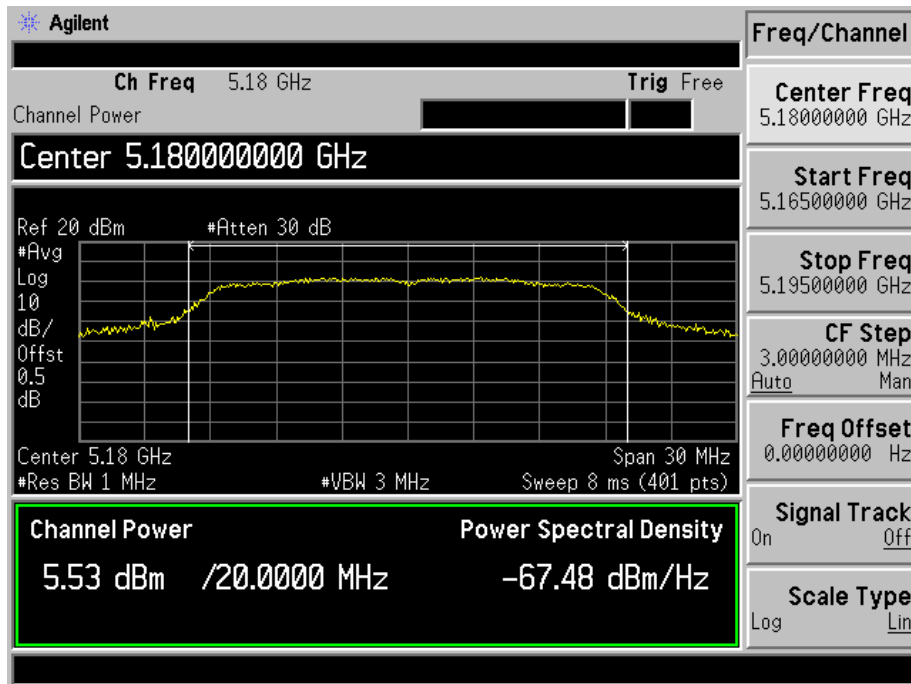 Agilent
Freq/Channel
Ch Freq 5.18 GHz Trig Free
Channel Power
Center 5.180000000 GHz
Ref 20 dBm #Atten 30 dB
#Avg
Log
10
dB/
Offst
0.5
dB
Center 5.18 GHz Span 30 MHz
#Res BW 1 MHz #VBW 3 MHz Sweep 8 ms (401 pts)
Channel Power Power Spectral Density
5.53 dBm /20.0000 MHz -67.48 dBm/Hz
Center Freq
5.18000000 GHz
Start Freq
5.16500000 GHz
Stop Freq
5.19500000 GHz
CF Step
3.00000000 MHz
Auto Man
Freq Offset
0.00000000 Hz
Signal Track
On Off
Scale Type
Log Lin